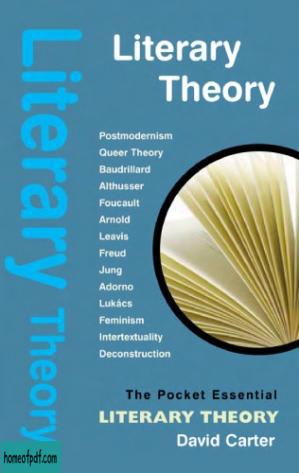 Literary Theory
Literary
Theory
Postmodernism
Queer Theory
Baudrillard
Althusser
Foucault
Arnold
Leavis
Freud
Jung
Adorno
Lukács
Feminism
Intertextuality
Deconstruction
The Pocket Essential
LITERARY THEORY
David Carter
homeofpdf.com